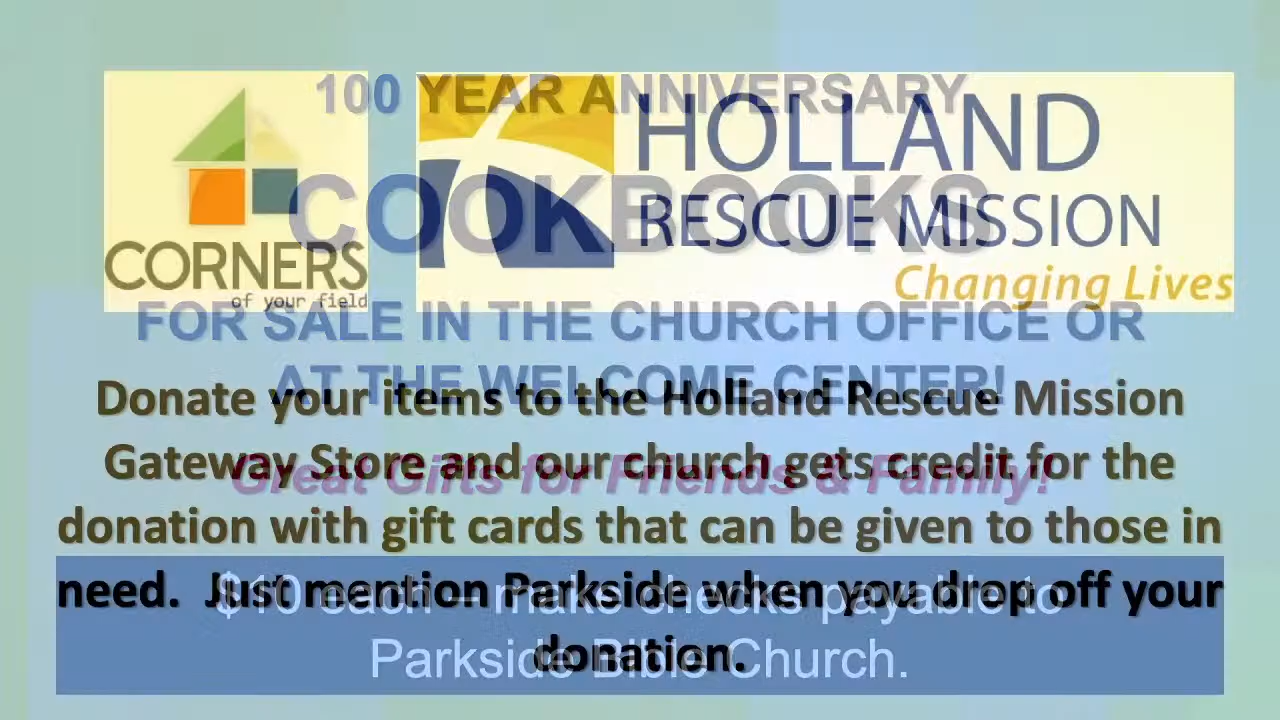 100 YEAR ANNIVERSARY
COOKBOOKS
FOR SALE IN THE CHURCH OFFICE OR
AT THE WELCOME CENTER!
Great Gifts for Friends & Family!
$10 each – make checks payable to
Parkside Bible Church.
CORNERS
of your field
HOLLAND
RESCUE MISSION
Changing Lives
Donate your items to the Holland Rescue Mission
Gateway Store and our church gets credit for the
donation with gift cards that can be given to those in
need. Just mention Parkside when you drop off your
donation.